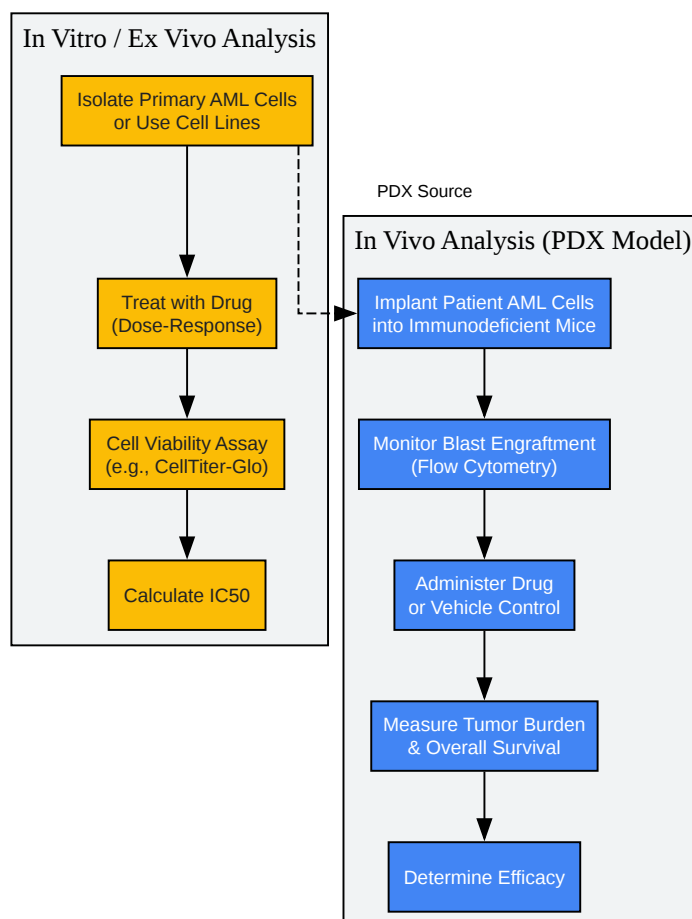 In Vitro / Ex Vivo Analysis
Isolate Primary AML Cells
or Use Cell Lines
Treat with Drug
(Dose-Response)
Cell Viability Assay
(e.g., CellTiter-Glo)
Calculate IC50
PDX Source
In Vivo Analysis (PDX Model)
Implant Patient AML Cells
into Immunodeficient Mice
Monitor Blast Engraftment
(Flow Cytometry)
Administer Drug
or Vehicle Control
Measure Tumor Burden
& Overall Survival
Determine Efficacy